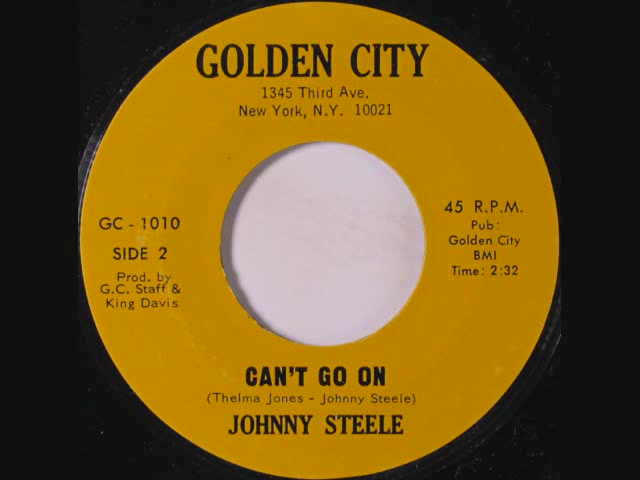 GOLDEN CITY
1345 Third Ave.
New York, N.Y. 10021
GC - 1010
SIDE 2
Prod. by
G.C. Staff &
King Davis
45 R.P.M.
Pub:
Golden City
BMI
Time: 2:32
CAN'T GO ON
(Thelma Jones - Johnny Steele)
JOHNNY STEELE